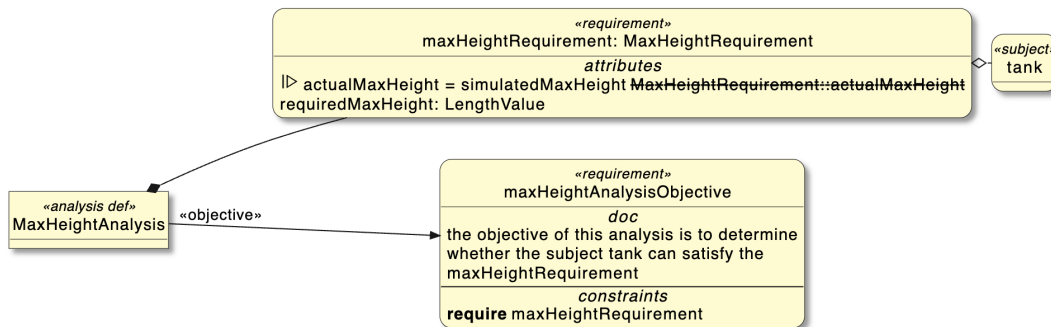 «requirement»
maxHeightRequirement: MaxHeightRequirement
attributes
actualMaxHeight = simulatedMaxHeight MaxHeightRequirement::actualMaxHeight
requiredMaxHeight: LengthValue
«subject»
tank
«analysis def»
MaxHeightAnalysis
«objective»
«requirement»
maxHeightAnalysisObjective
doc
the objective of this analysis is to determine
whether the subject tank can satisfy the
maxHeightRequirement
constraints
require maxHeightRequirement